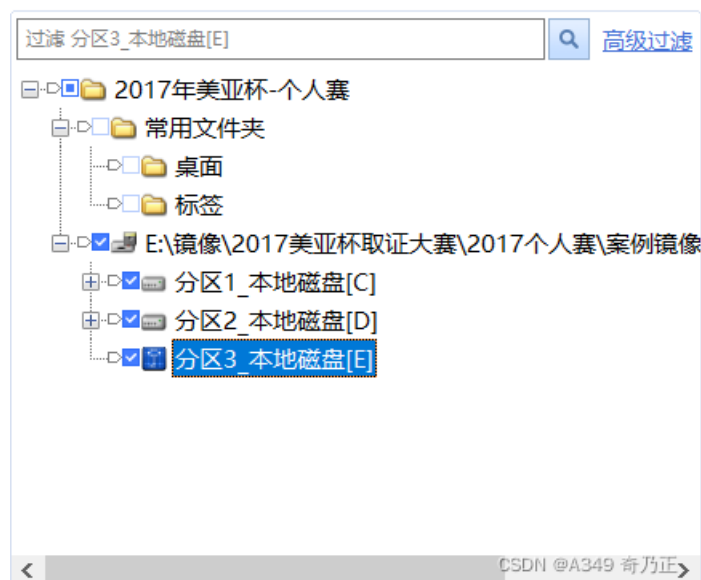 过滤 分区3_本地磁盘[E]
高级过滤
2017年美亚杯-个人赛
常用文件夹
桌面
标签
E:\镜像\2017美亚杯取证大赛\2017个人赛\案例镜像
分区1_本地磁盘[C]
分区2_本地磁盘[D]
分区3_本地磁盘[E]
CSDN @A349 奇乃正